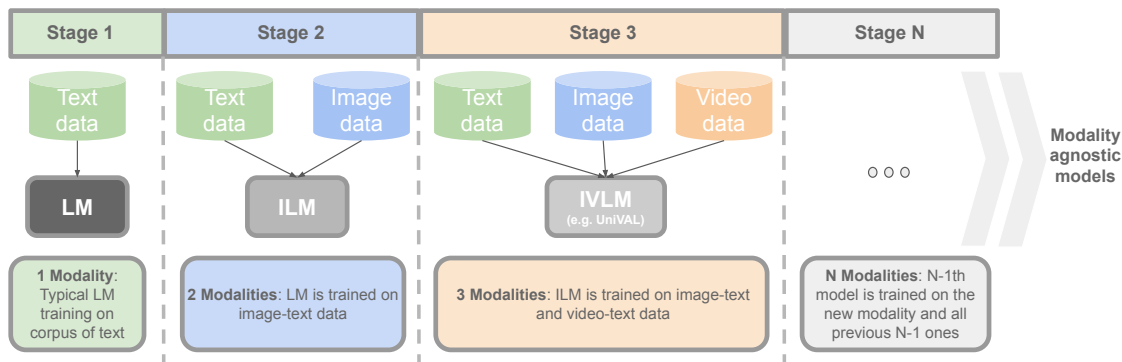 Stage 1
Stage 2
Stage 3
Stage N
Text
data
Text
data
Image
data
Text
data
Image
data
Video
data
LM
ILM
IVLM
(e.g. UniVAL)
Modality
agnostic
models
1 Modality:
Typical LM
training on
corpus of text
2 Modalities: LM is trained on
image-text data
3 Modalities: ILM is trained on image-text
and video-text data
N Modalities: N-1th
model is trained on the
new modality and all
previous N-1 ones